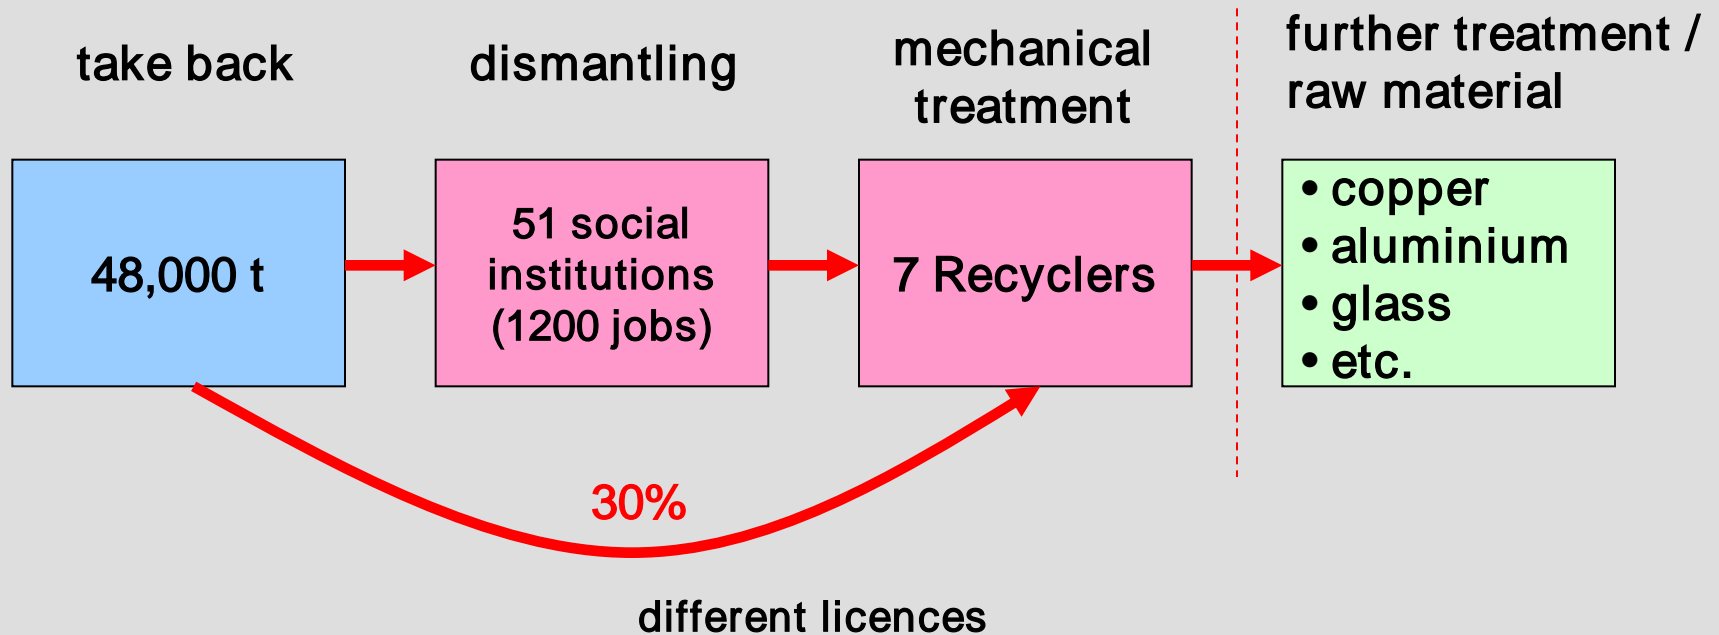 take back
dismantling
mechanical
treatment
further treatment /
raw material
48,000 t
51 social
institutions
(1200 jobs)
7 Recyclers
• copper
• aluminium
• glass
• etc.
30%
different licences